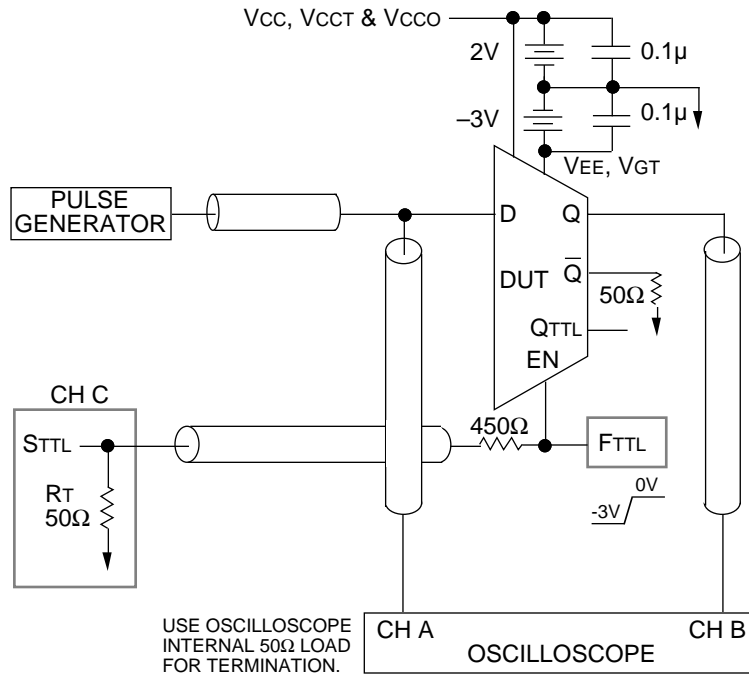 VCC, VCCT & VCCO
2V
0.1µ
–3V
0.1µ
VEE, VGT
PULSE
GENERATOR
D
Q
DUT
Q̅
50Ω
QTTL
EN
CH C
STTL
RT
50Ω
450Ω
FTTL
0V
-3V
USE OSCILLOSCOPE
INTERNAL 50Ω LOAD
FOR TERMINATION.
CH A
CH B
OSCILLOSCOPE